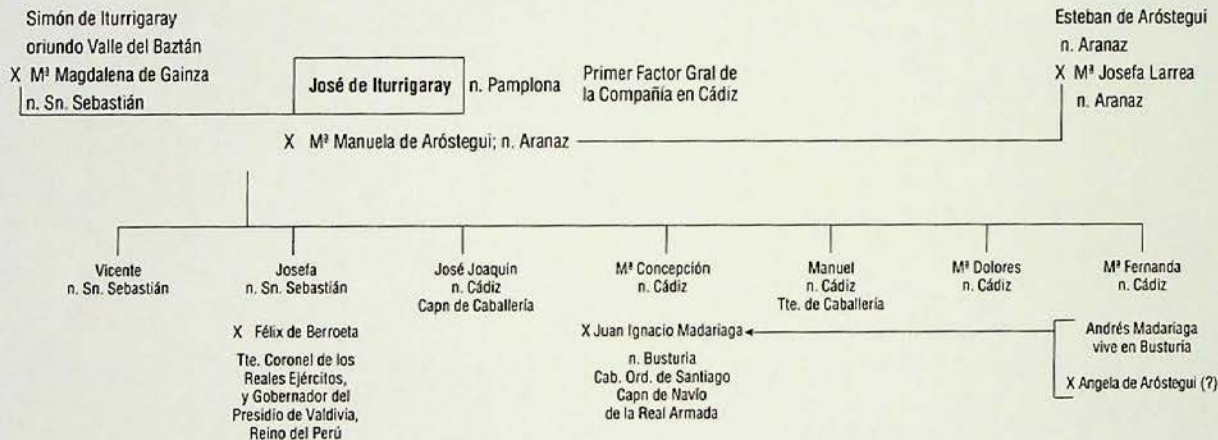 Simón de Iturrigaray
oriundo Valle del Baztán
X Mª Magdalena de Gainza
n. Sn. Sebastián
José de Iturrigaray
n. Pamplona
Primer Factor Gral de
la Compañía en Cádiz
Esteban de Aróstegui
n. Aranaz
X Mª Josefa Larrea
n. Aranaz
X Mª Manuela de Aróstegui; n. Aranaz
Vicente
n. Sn. Sebastián
Josefa
n. Sn. Sebastián
X Félix de Berroeta
Tte. Coronel de los
Reales Ejércitos,
y Gobernador del
Presidio de Valdivia,
Reino del Perú
José Joaquin
n. Cádiz
Capn de Caballería
Mª Concepción
n. Cádiz
X Juan Ignacio Madariaga
n. Busturia
Cab. Ord. de Santiago
Capn de Navío
de la Real Armada
Manuel
n. Cádiz
Tte. de Caballería
Mª Dolores
n. Cádiz
Mª Fernanda
n. Cádiz
Andrés Madariaga
vive en Busturia
X Angela de Aróstegui (?)